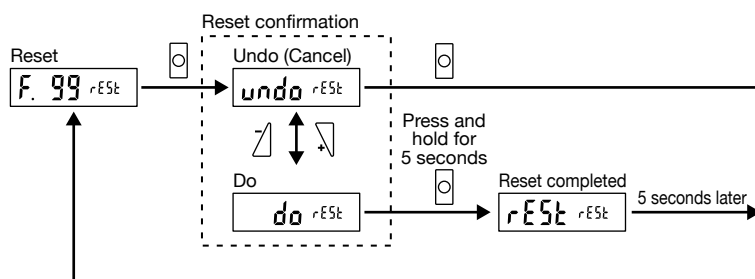 Reset confirmation
Reset
F. 99 rESt
Undo (Cancel)
undo rESt
-
+
Press and
hold for
5 seconds
Do
do rESt
Reset completed
rESt rESt
5 seconds later